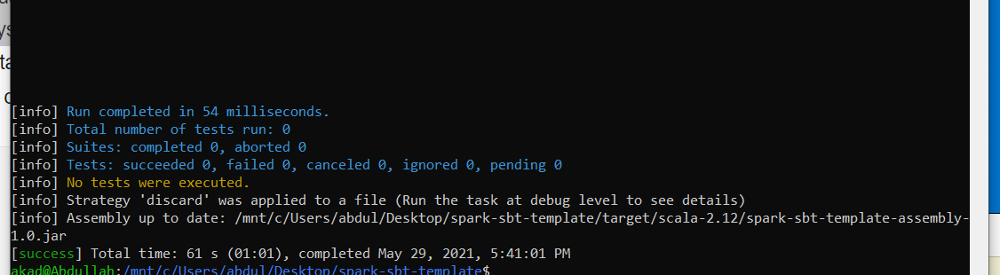 [info] Run completed in 54 milliseconds.
[info] Total number of tests run: 0
[info] Suites: completed 0, aborted 0
[info] Tests: succeeded 0, failed 0, canceled 0, ignored 0, pending 0
[info] No tests were executed.
[info] Strategy 'discard' was applied to a file (Run the task at debug level to see details)
[info] Assembly up to date: /mnt/c/Users/abdul/Desktop/spark-sbt-template/target/scala-2.12/spark-sbt-template-assembly-
1.0.jar
[success] Total time: 61 s (01:01), completed May 29, 2021, 5:41:01 PM
akad@Abdullah:/mnt/c/Users/abdul/Desktop/spark-sbt-template$